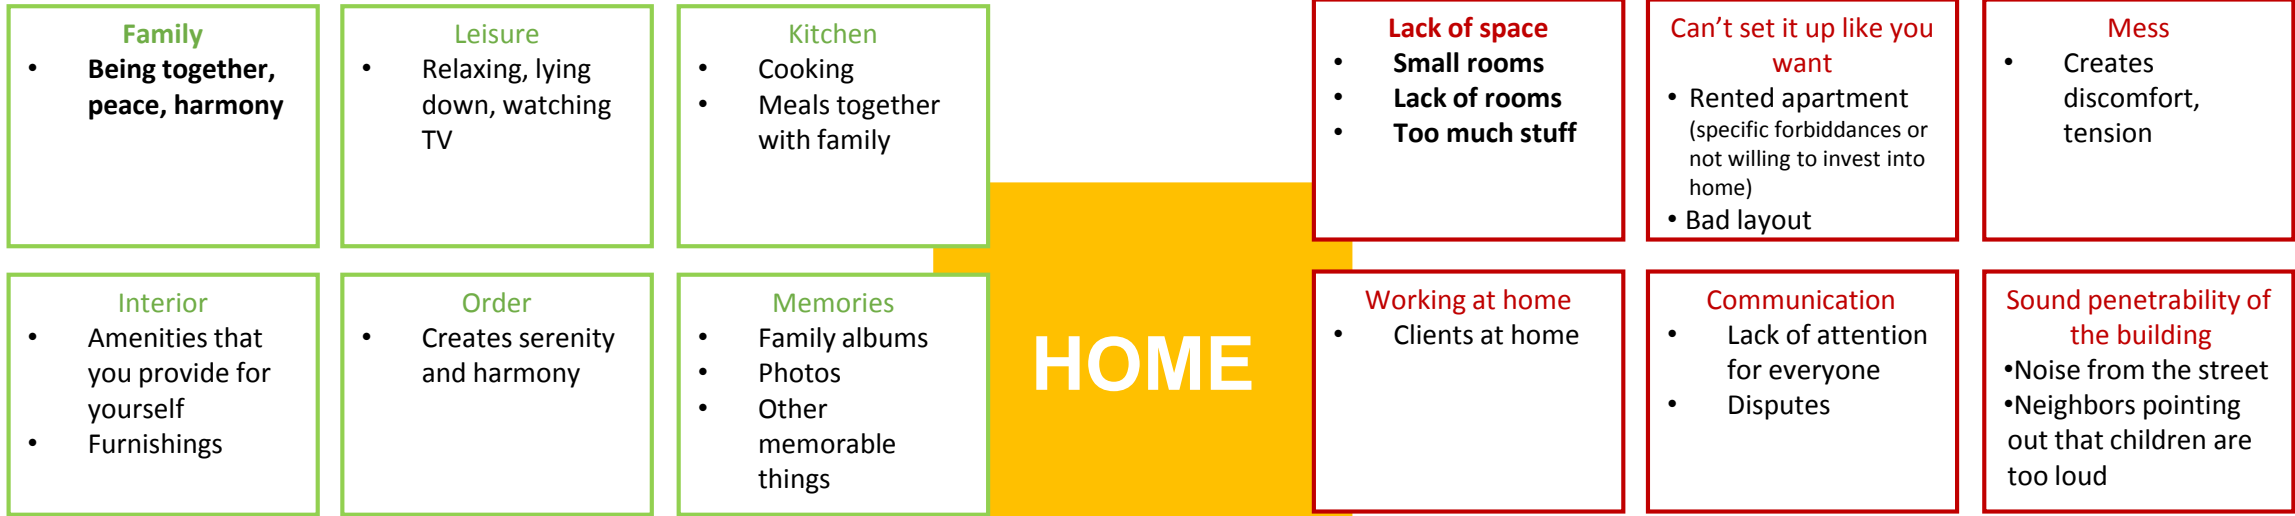 Family
• Being together,
peace, harmony
Leisure
• Relaxing, lying
down, watching
TV
Kitchen
• Cooking
• Meals together
with family
Lack of space
• Small rooms
• Lack of rooms
• Too much stuff
Can’t set it up like you
want
• Rented apartment
(specific forbiddances or
not willing to invest into
home)
• Bad layout
Mess
• Creates
discomfort,
tension
Interior
• Amenities that
you provide for
yourself
• Furnishings
Order
• Creates serenity
and harmony
Memories
• Family albums
• Photos
• Other
memorable
things
HOME
Working at home
• Clients at home
Communication
• Lack of attention
for everyone
• Disputes
Sound penetrability of
the building
•Noise from the street
•Neighbors pointing
out that children are
too loud